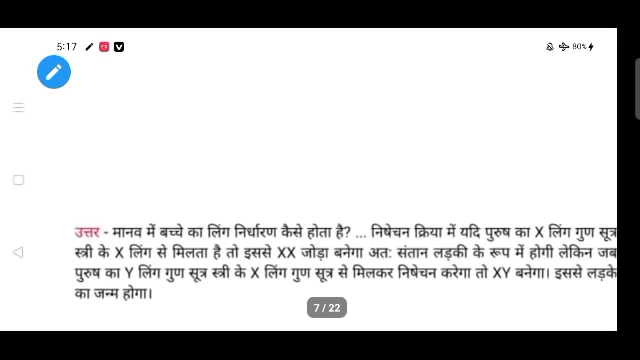 5:17
80%
उत्तर - मानव में बच्चे का लिंग निर्धारण कैसे होता है? ... निषेचन क्रिया में यदि पुरुष का X लिंग गुण सूत्र
स्त्री के X लिंग से मिलता है तो इससे XX जोड़ा बनेगा अत: संतान लड़की के रूप में होगी लेकिन जब
पुरुष का Y लिंग गुण सूत्र स्त्री के X लिंग गुण सूत्र से मिलकर निषेचन करेगा तो XY बनेगा। इससे लड़के
का जन्म होगा।
7 / 22